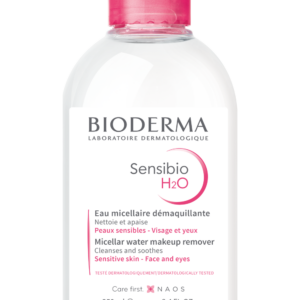 BIODERMA
LABORATOIRE DERMATOLOGIQUE
Sensibio
H2O
Eau micellaire démaquillante
Nettoie et apaise
Peaux sensibles - Visage et yeux
Micellar water makeup remover
Cleanses and soothes
Sensitive skin - Face and eyes
TESTÉ DERMATOLOGIQUEMENT/DERMATOLOGICALLY TESTED
Care first
NAOS